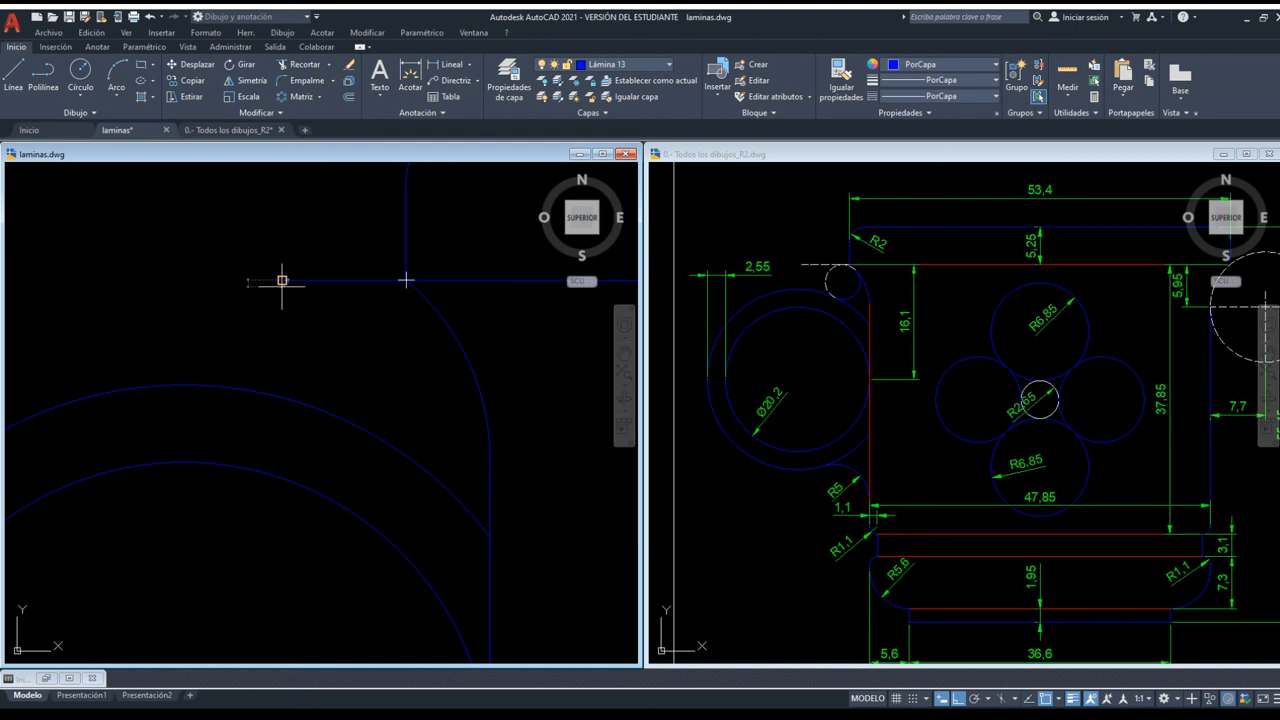 Dibujo y anotación
Autodesk AutoCAD 2021 - VERSIÓN DEL ESTUDIANTE laminas.dwg
Escriba palabra clave o frase
Iniciar sesión
Archivo Edición Ver Insertar Formato Herr. Dibujo Acotar Modificar Paramétrico Ventana ?
Inicio Inserción Anotar Paramétrico Vista Administrar Salida Colaborar
Desplazar Girar Recortar Lineal Lámina 13 Crear PorCapa
Copiar Simetría Empalme Directriz Establecer como actual Editar PorCapa
Estirar Escala Matriz Tabla Igualar capa Editar atributos PorCapa
Línea Polilínea Círculo Arco Texto Acotar Propiedades de capa Insertar Igualar propiedades Grupo Medir Pegar Base
Dibujo Modificar Anotación Capas Bloque Propiedades Grupos Utilidades Portapapeles Vista
Inicio laminas* 0.- Todos los dibujos_R2*
laminas.dwg
0.- Todos los dibujos_R2.dwg
N
O SUPERIOR E
S
SCU
Y
X
N
O SUPERIOR E
S
SCU
53,4
R2
5,25
2,55
5,95
16,1
R6,85
37,85
R2,65
Ø20,2
7,7
R6,85
R5
47,85
1,1
R1,1
3,1
R5,6
R1,1
1,95
7,3
5,6
36,6
Y
X
Modelo Presentación1 Presentación2
MODELO
1:1